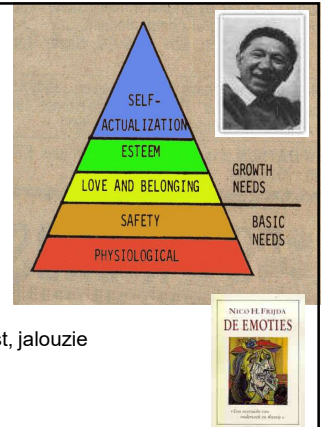 SELF-
ACTUALIZATION
ESTEEM
LOVE AND BELONGING
GROWTH
NEEDS
SAFETY
BASIC
NEEDS
PHYSIOLOGICAL
st, jalouzie
NICO H. FRIJDA
DE EMOTIES